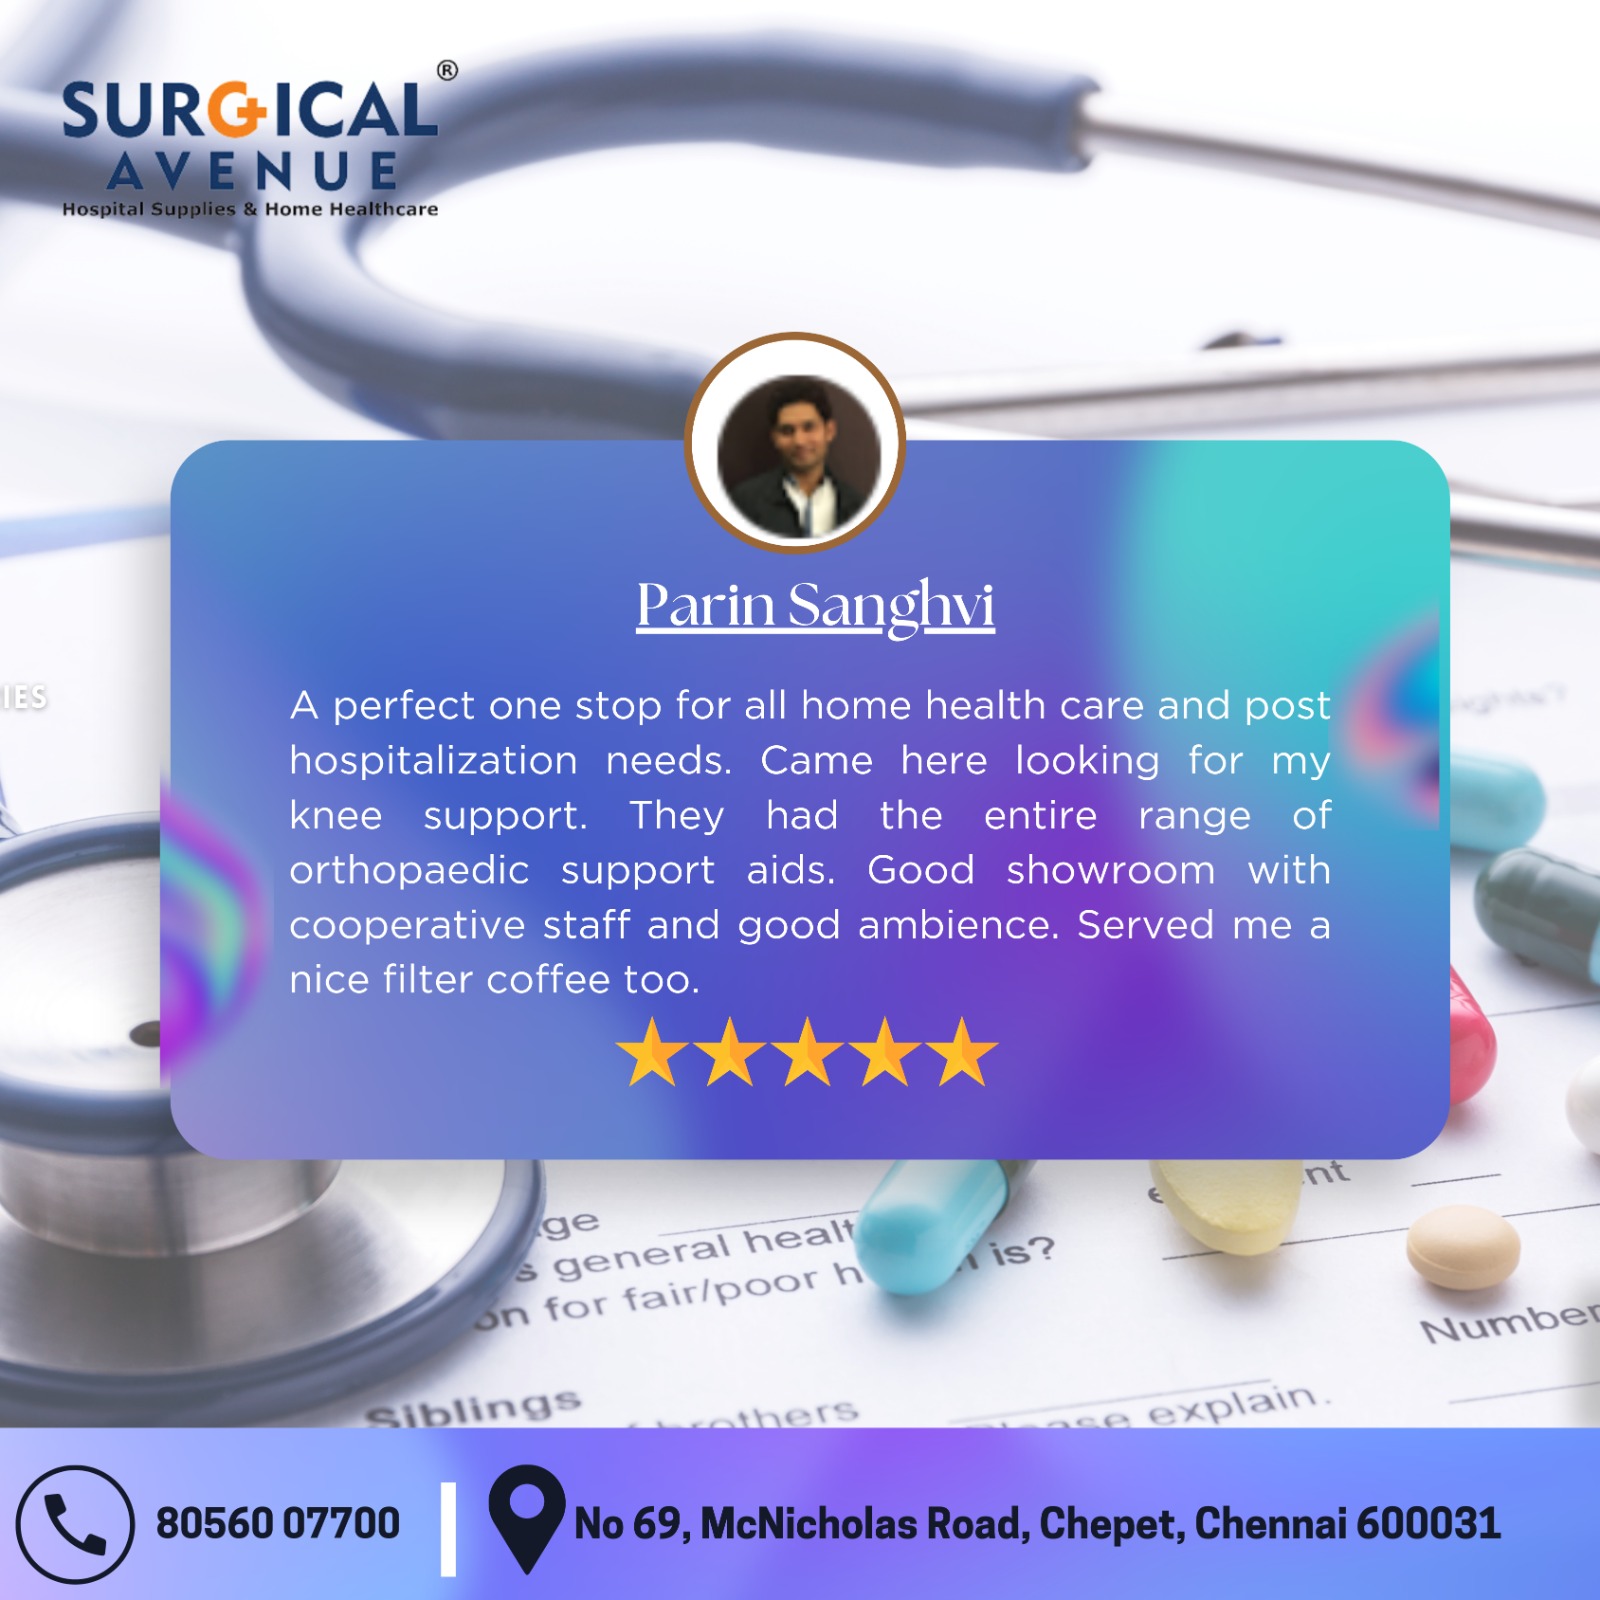 SURGICAL®
AVENUE
Hospital Supplies & Home Healthcare
Parin Sanghvi
IES
A perfect one stop for all home health care and post
hospitalization needs. Came here looking for my
knee support. They had the entire range of
orthopaedic support aids. Good showroom with
cooperative staff and good ambience. Served me a
nice filter coffee too.
nt
general healt is?
on for fair/poor h
Number
Siblings
brothers
explain.
80560 07700
No 69, McNicholas Road, Chepet, Chennai 600031